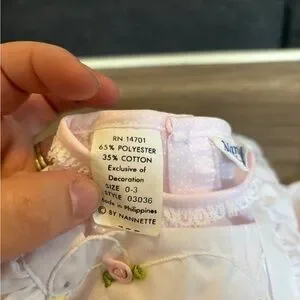 RN 14701
65% POLYESTER
35% COTTON
Exclusive of
Decoration
SIZE 0-3
STYLE 03036
Made in Philippines
© BY NANNETTE